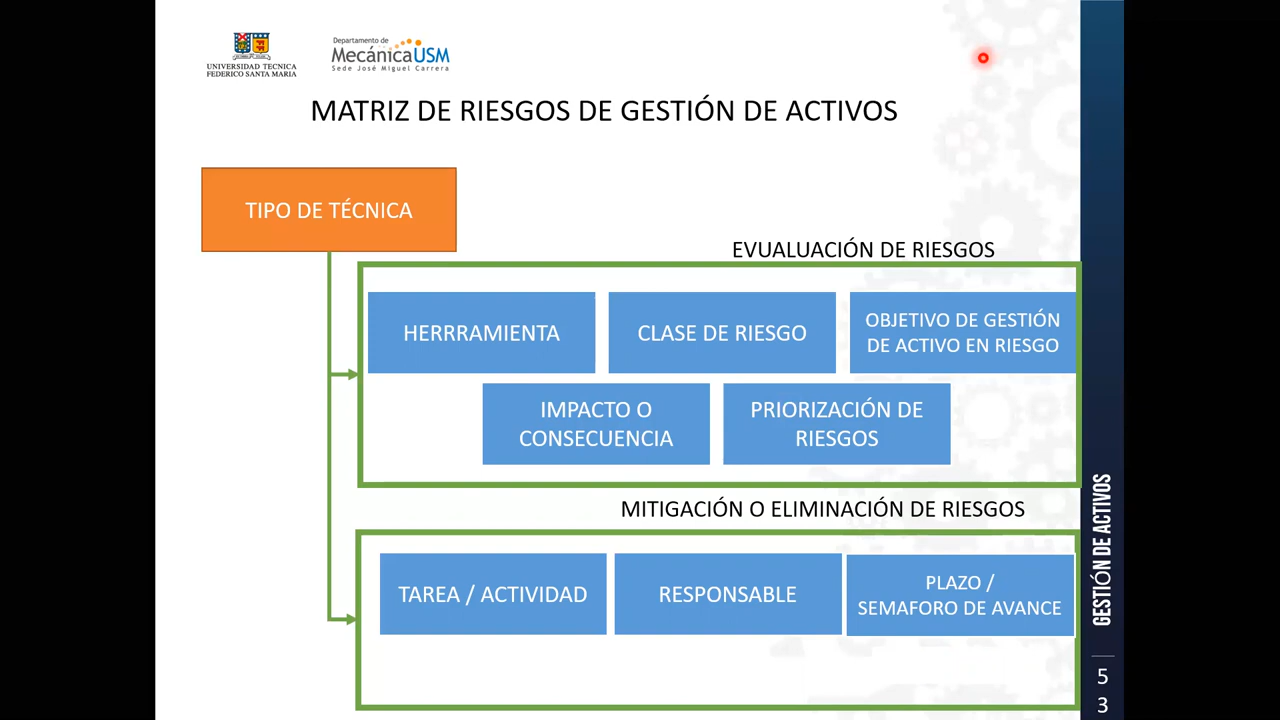 UNIVERSIDAD TECNICA
FEDERICO SANTA MARIA
Departamento de
MecánicaUSM
Sede José Miguel Carrera
MATRIZ DE RIESGOS DE GESTIÓN DE ACTIVOS
TIPO DE TÉCNICA
EVUALUACIÓN DE RIESGOS
HERRRAMIENTA
CLASE DE RIESGO
OBJETIVO DE GESTIÓN
DE ACTIVO EN RIESGO
IMPACTO O
CONSECUENCIA
PRIORIZACIÓN DE
RIESGOS
MITIGACIÓN O ELIMINACIÓN DE RIESGOS
TAREA / ACTIVIDAD
RESPONSABLE
PLAZO /
SEMAFORO DE AVANCE
GESTIÓN DE ACTIVOS
5
3